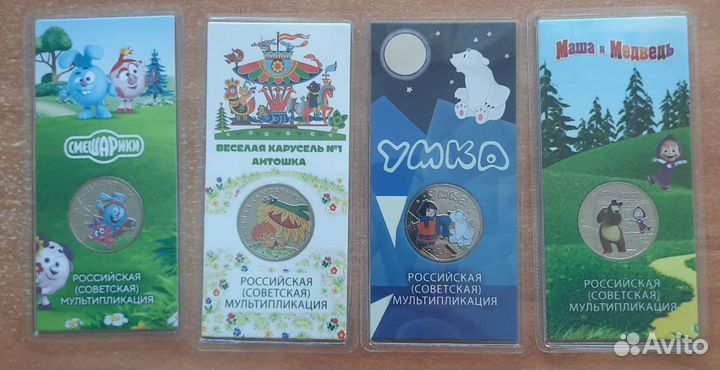 СМЕШАРИКИ
РОССИЙСКАЯ
(СОВЕТСКАЯ)
МУЛЬТИПЛИКАЦИЯ
ВЕСЕЛАЯ КАРУСЕЛЬ №1
АНТОШКА
РОССИЙСКАЯ
(СОВЕТСКАЯ)
МУЛЬТИПЛИКАЦИЯ
УМКА
УМКА
РОССИЙСКАЯ
(СОВЕТСКАЯ)
МУЛЬТИПЛИКАЦИЯ
Маша и Медведь
РОССИЙСКАЯ
(СОВЕТСКАЯ)
МУЛЬТИПЛИКАЦИЯ
Avito